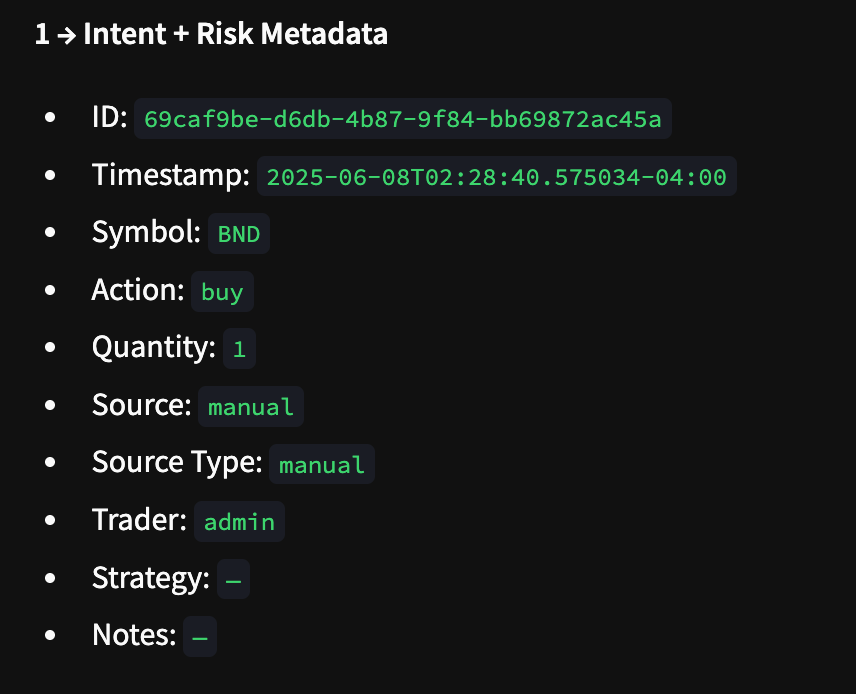 1 → Intent + Risk Metadata
• ID: 69caf9be-d6db-4b87-9f84-bb69872ac45a
• Timestamp: 2025-06-08T02:28:40.575034-04:00
• Symbol: BND
• Action: buy
• Quantity: 1
• Source: manual
• Source Type: manual
• Trader: admin
• Strategy: —
• Notes: —